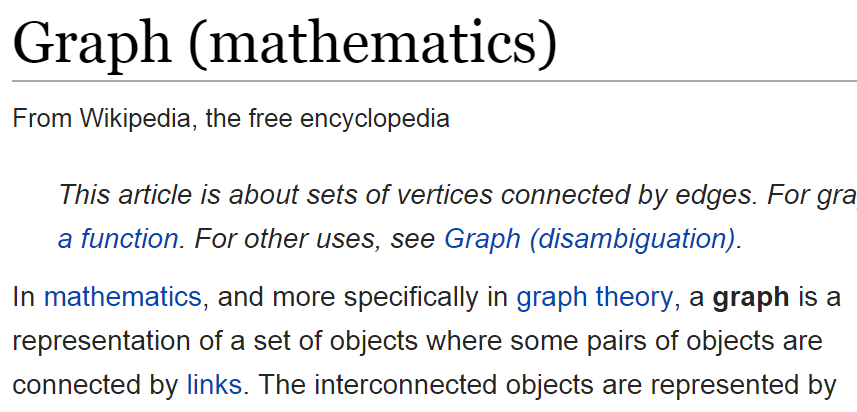 Graph (mathematics)
From Wikipedia, the free encyclopedia
This article is about sets of vertices connected by edges. For
a function. For other uses, see Graph (disambiguation).
In mathematics, and more specifically in graph theory, a graph is a
representation of a set of objects where some pairs of objects are
connected by links. The interconnected objects are represented by